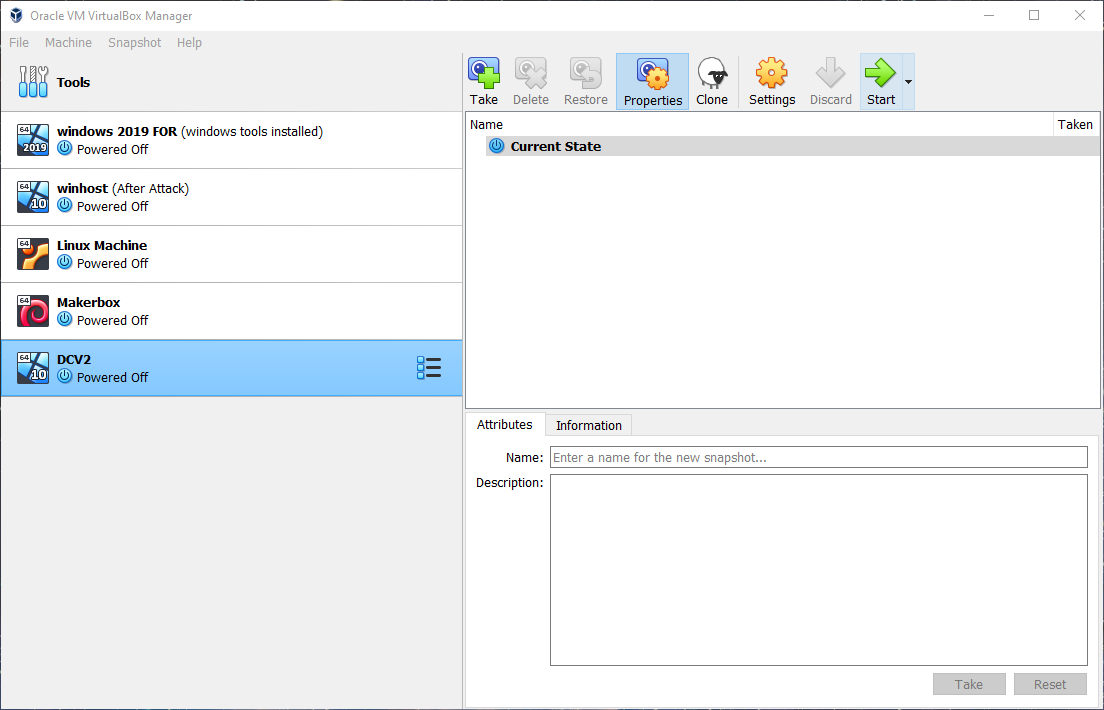 Oracle VM VirtualBox Manager
File Machine Snapshot Help
Tools
64
2019
windows 2019 FOR (windows tools installed)
Powered Off
64
10
winhost (After Attack)
Powered Off
64
Linux Machine
Powered Off
64
Makerbox
Powered Off
64
10
DCV2
Powered Off
Take Delete Restore Properties Clone Settings Discard Start
Name Taken
Current State
Attributes Information
Name: Enter a name for the new snapshot...
Description:
Take Reset